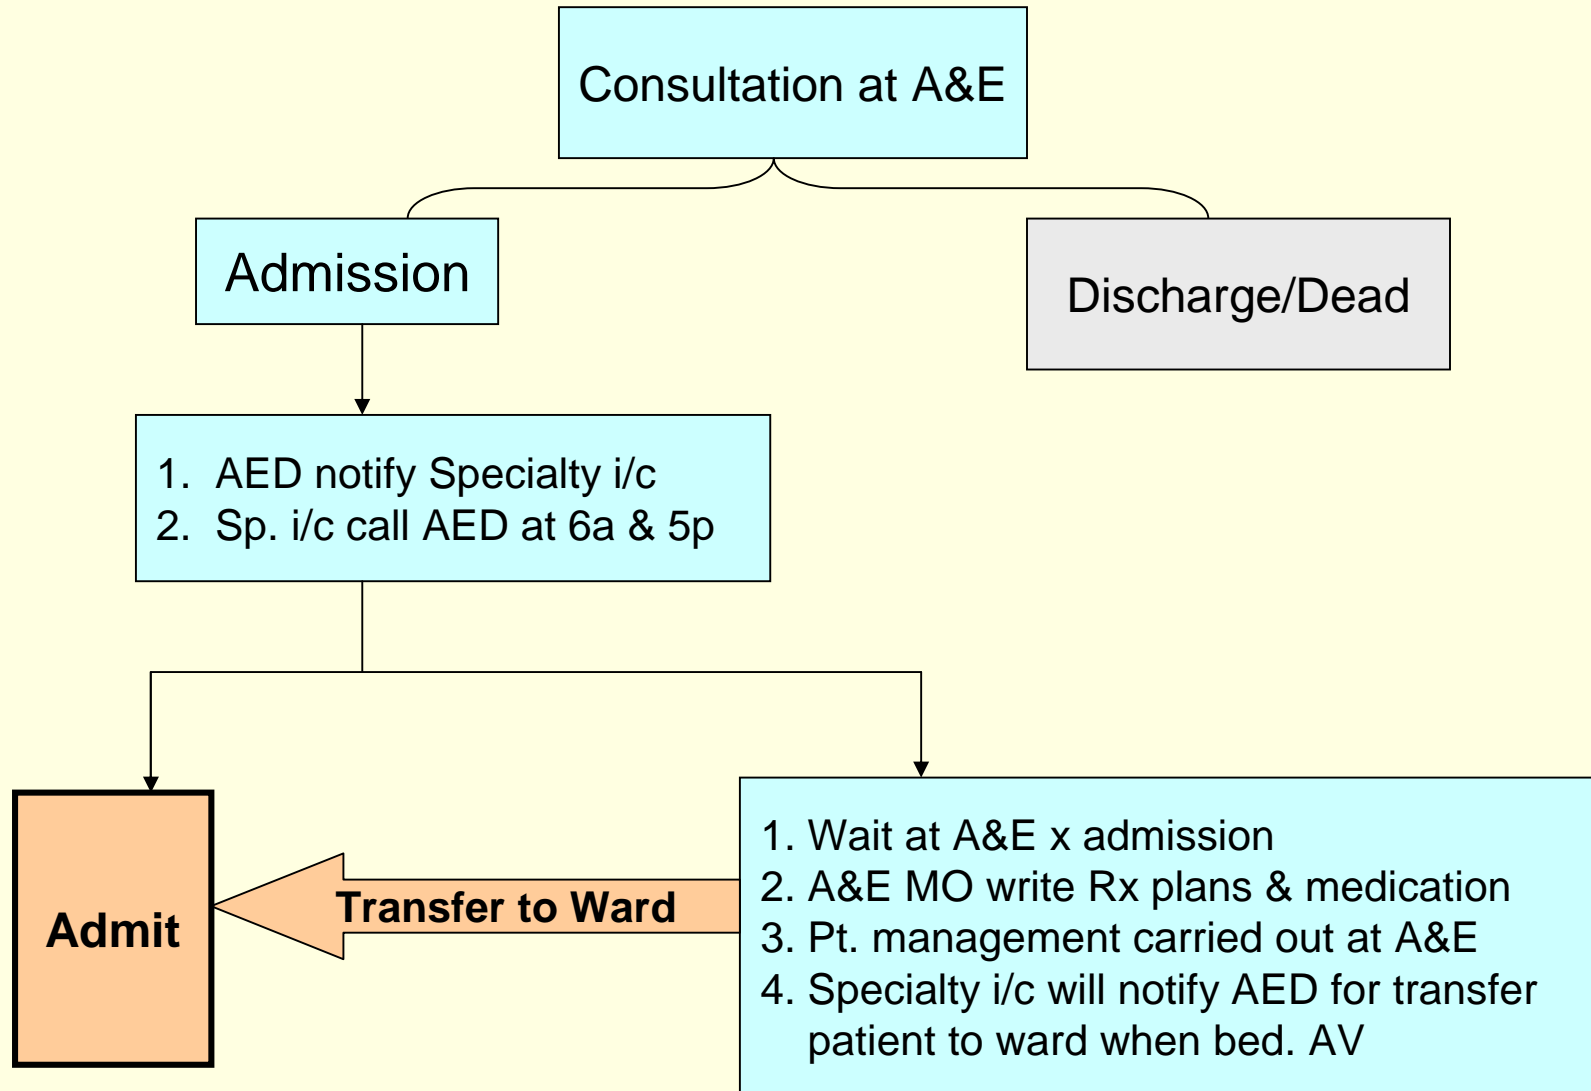 Consultation at A&E
Admission
Discharge/Dead
1. AED notify Specialty i/c
2. Sp. i/c call AED at 6a & 5p
Admit
Transfer to Ward
1. Wait at A&E x admission
2. A&E MO write Rx plans & medication
3. Pt. management carried out at A&E
4. Specialty i/c will notify AED for transfer
patient to ward when bed. AV